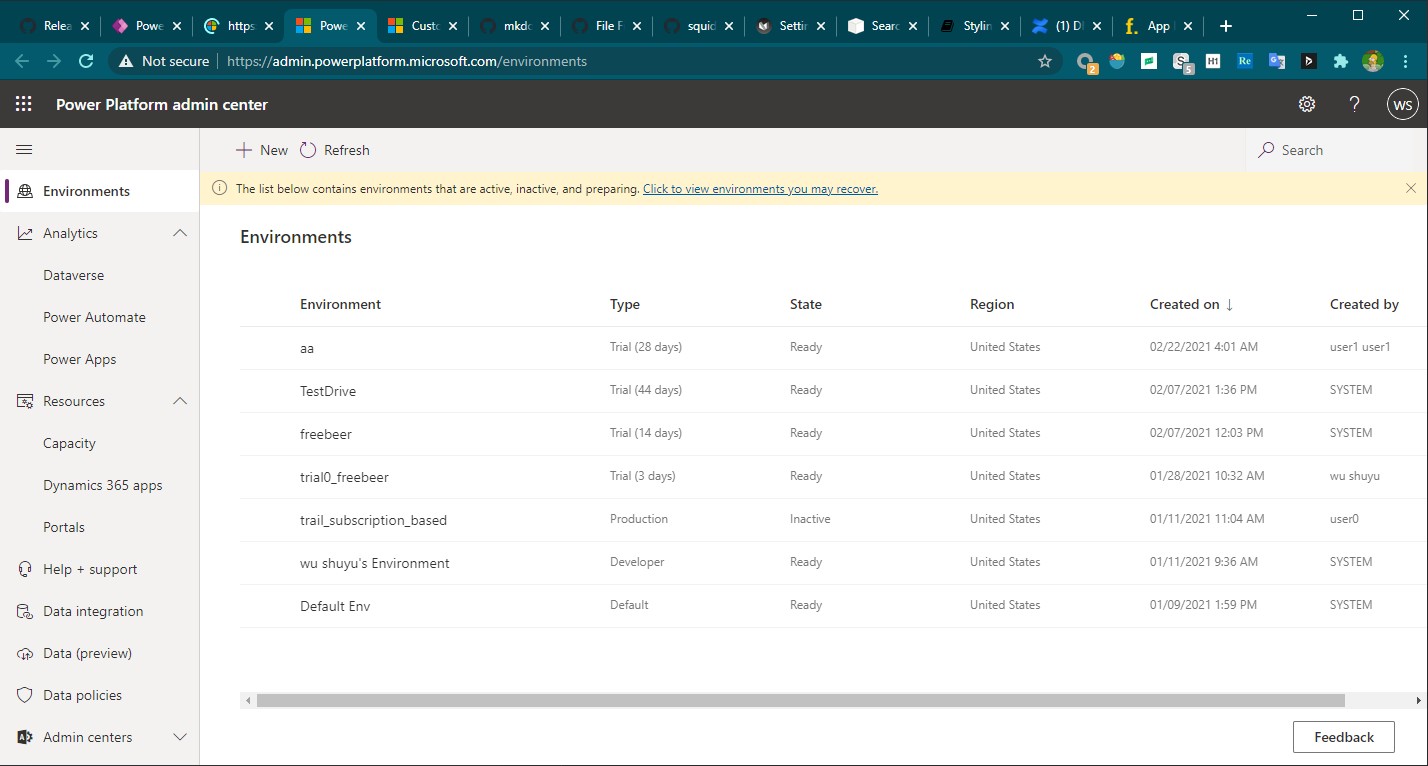 Relea
Powe
https
Powe
Custo
mkdo
File F
squid
Settin
Searc
Stylin
(1) D
App
Not secure
https://admin.powerplatform.microsoft.com/environments
2
5
H1
Re
Power Platform admin center
?
WS
New
Refresh
Search
The list below contains environments that are active, inactive, and preparing. Click to view environments you may recover.
Environments
Analytics
Dataverse
Power Automate
Power Apps
Resources
Capacity
Dynamics 365 apps
Portals
Help + support
Data integration
Data (preview)
Data policies
Admin centers
Environments
Environment Type State Region Created on ↓ Created by
aa Trial (28 days) Ready United States 02/22/2021 4:01 AM user1 user1
TestDrive Trial (44 days) Ready United States 02/07/2021 1:36 PM SYSTEM
freebeer Trial (14 days) Ready United States 02/07/2021 12:03 PM SYSTEM
trial0_freebeer Trial (3 days) Ready United States 01/28/2021 10:32 AM wu shuyu
trail_subscription_based Production Inactive United States 01/11/2021 11:04 AM user0
wu shuyu's Environment Developer Ready United States 01/11/2021 9:36 AM SYSTEM
Default Env Default Ready United States 01/09/2021 1:59 PM SYSTEM
Feedback